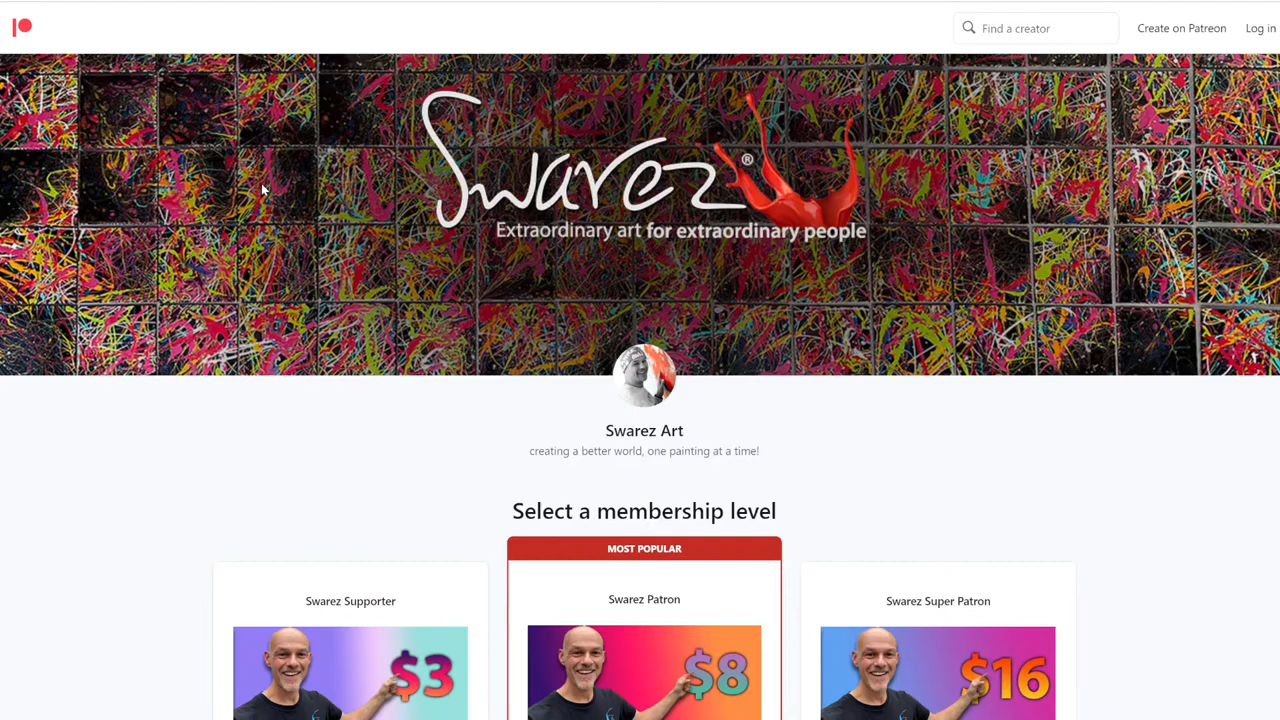 Find a creator
Create on Patreon
Log in
Swarez®
Extraordinary art for extraordinary people
Swarez Art
creating a better world, one painting at a time!
Select a membership level
MOST POPULAR
Swarez Supporter
Swarez Patron
Swarez Super Patron
$3
$8
$16